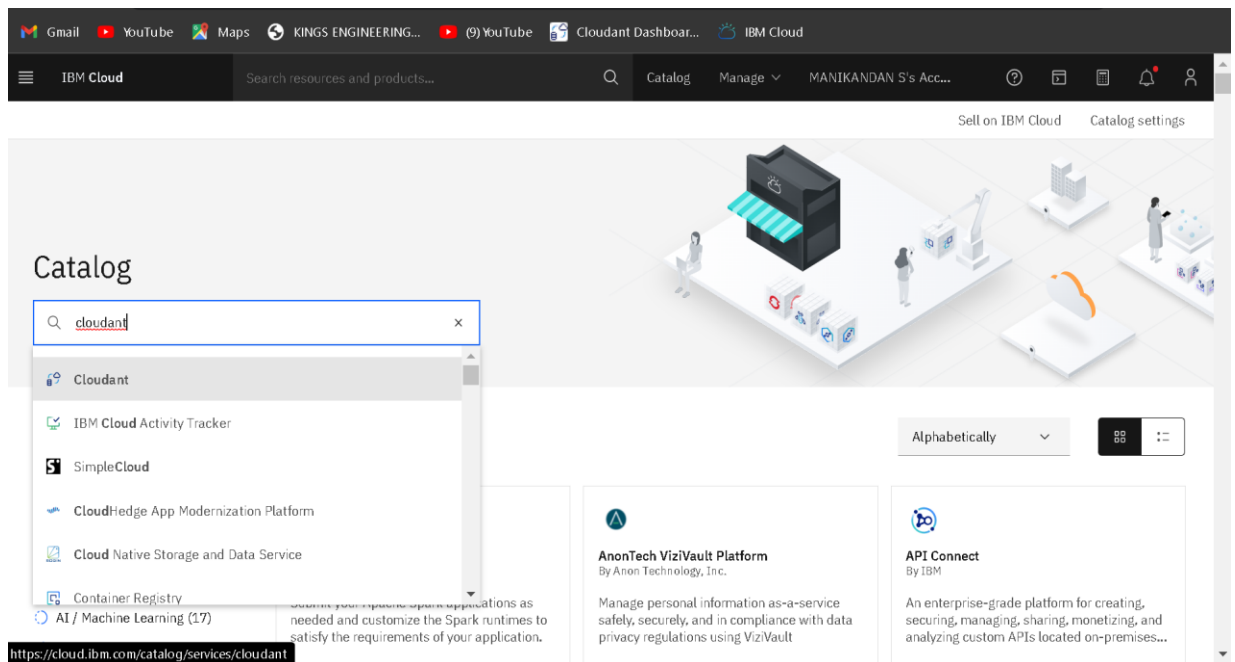 Gmail YouTube Maps KINGS ENGINEERING... (9) YouTube Cloudant Dashboar... IBM Cloud
IBM Cloud Search resources and products... Catalog Manage MANIKANDAN S's Acc...
Sell on IBM Cloud Catalog settings
Catalog
cloudant
Cloudant
IBM Cloud Activity Tracker
SimpleCloud
CloudHedge App Modernization Platform
Cloud Native Storage and Data Service
Container Registry
AI / Machine Learning (17)
Alphabetically
Submit your Apache Spark applications as
needed and customize the Spark runtimes to
satisfy the requirements of your application.
AnonTech ViziVault Platform
By Anon Technology, Inc.
Manage personal information as-a-service
safely, securely, and in compliance with data
privacy regulations using ViziVault
API Connect
By IBM
An enterprise-grade platform for creating,
securing, managing, sharing, monetizing, and
analyzing custom APIs located on-premises...
https://cloud.ibm.com/catalog/services/cloudant